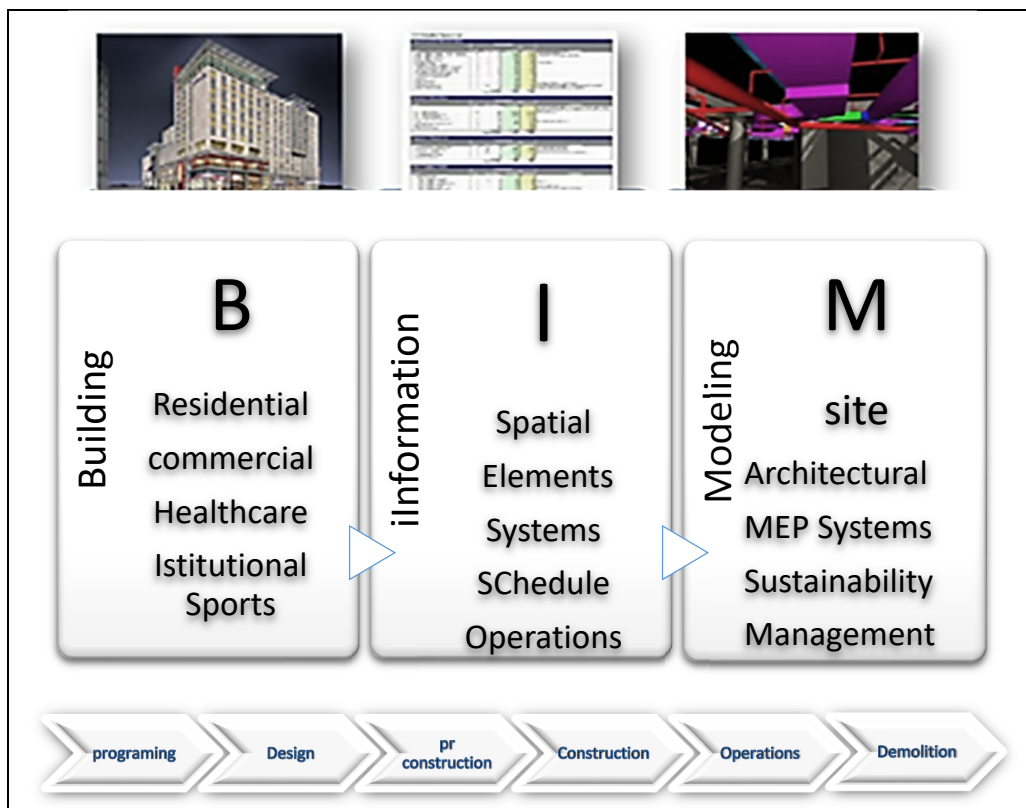 B
Building
Residential
commercial
Healthcare
Istitutional
Sports
I
iInformation
Spatial
Elements
Systems
SChedule
Operations
M
Modeling
site
Architectural
MEP Systems
Sustainability
Management
programing
Design
pr
construction
Construction
Operations
Demolition